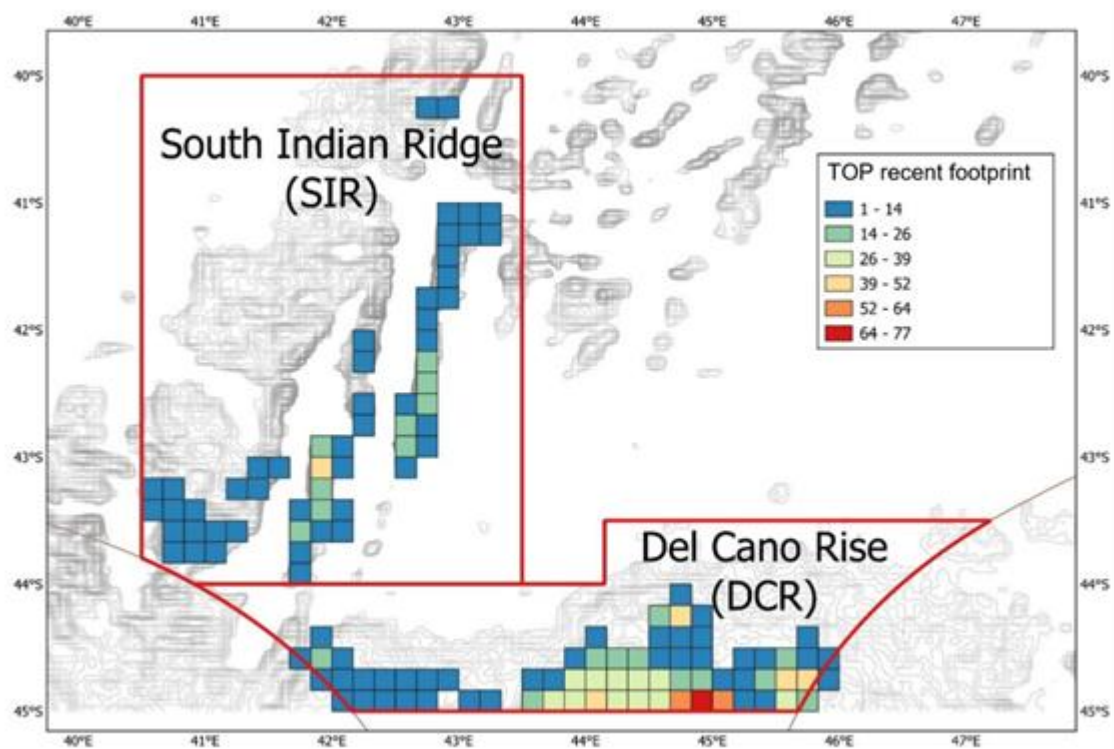 40°E 41°E 42°E 43°E 44°E 45°E 46°E 47°E
40°S 40°S
South Indian Ridge
(SIR)
TOP recent footprint
1 - 14
14 - 26
26 - 39
39 - 52
52 - 64
64 - 77
41°S 41°S
42°S 42°S
43°S 43°S
Del Cano Rise
(DCR)
44°S 44°S
45°S 45°S
40°E 41°E 42°E 43°E 44°E 45°E 46°E 47°E